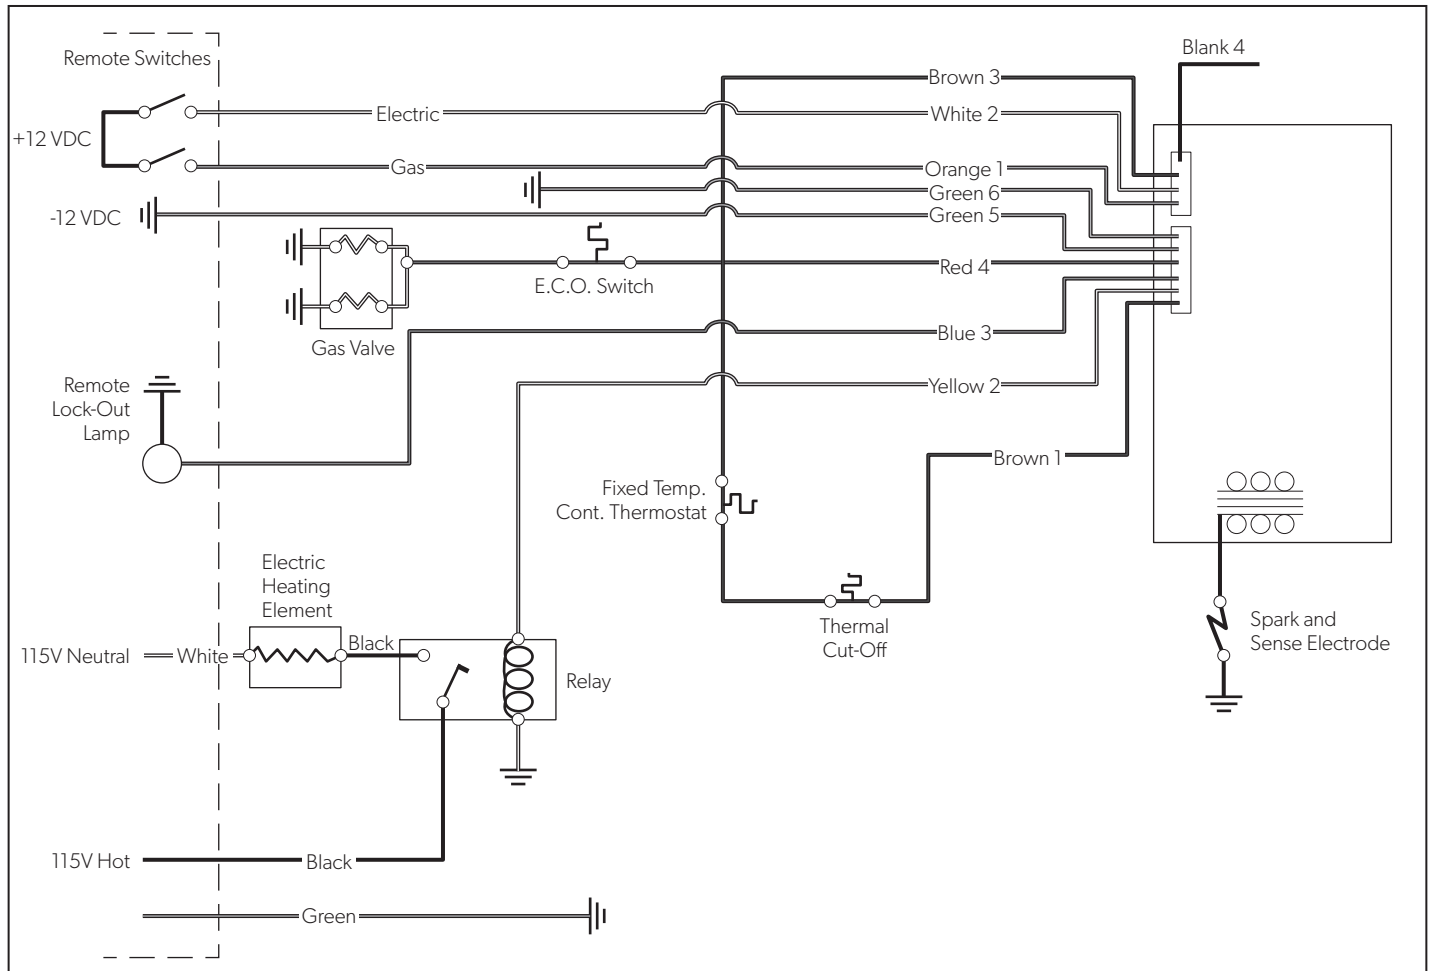 Remote Switches
Blank 4
Brown 3
+12 VDC
Electric
White 2
Gas
Orange 1
Green 6
-12 VDC
Green 5
Red 4
E.C.O. Switch
Gas Valve
Blue 3
Remote
Lock-Out
Lamp
Yellow 2
Brown 1
Fixed Temp.
Cont. Thermostat
Electric
Heating
Element
Thermal
Cut-Off
Spark and
Sense Electrode
115V Neutral
White
Black
Relay
115V Hot
Black
Green